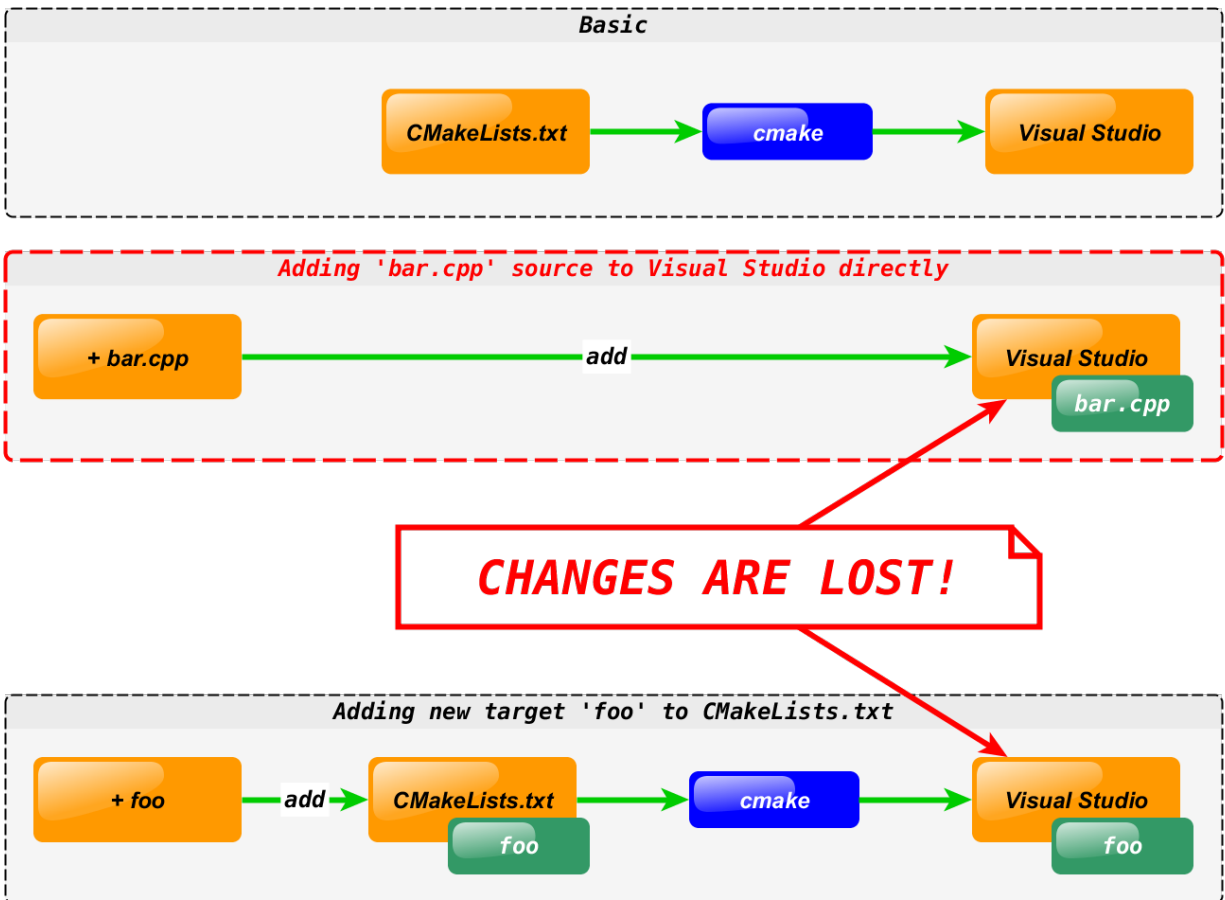 Basic
CMakeLists.txt
cmake
Visual Studio
Adding 'bar.cpp' source to Visual Studio directly
+ bar.cpp
add
Visual Studio
bar.cpp
CHANGES ARE LOST!
Adding new target 'foo' to CMakeLists.txt
+ foo
add
CMakeLists.txt
foo
cmake
Visual Studio
foo